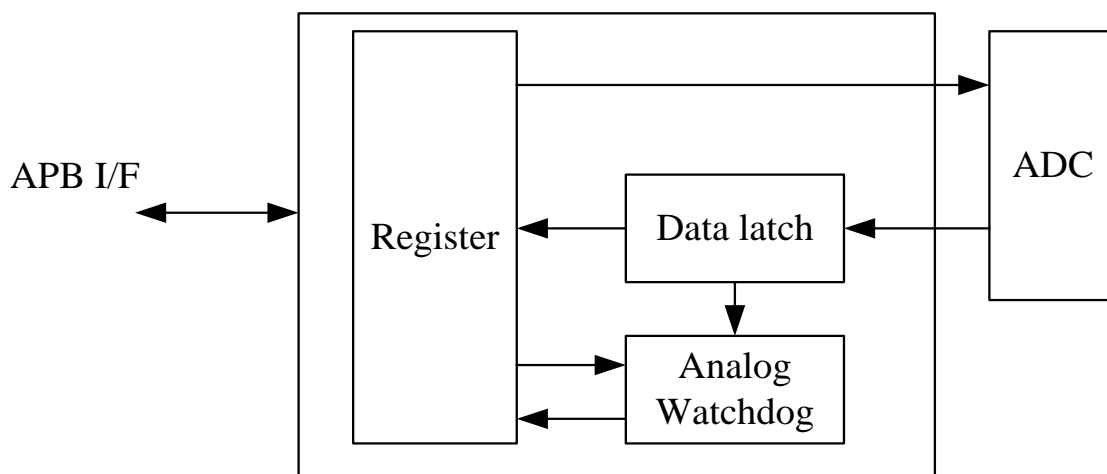 APB I/F
Register
Data latch
Analog
Watchdog
ADC